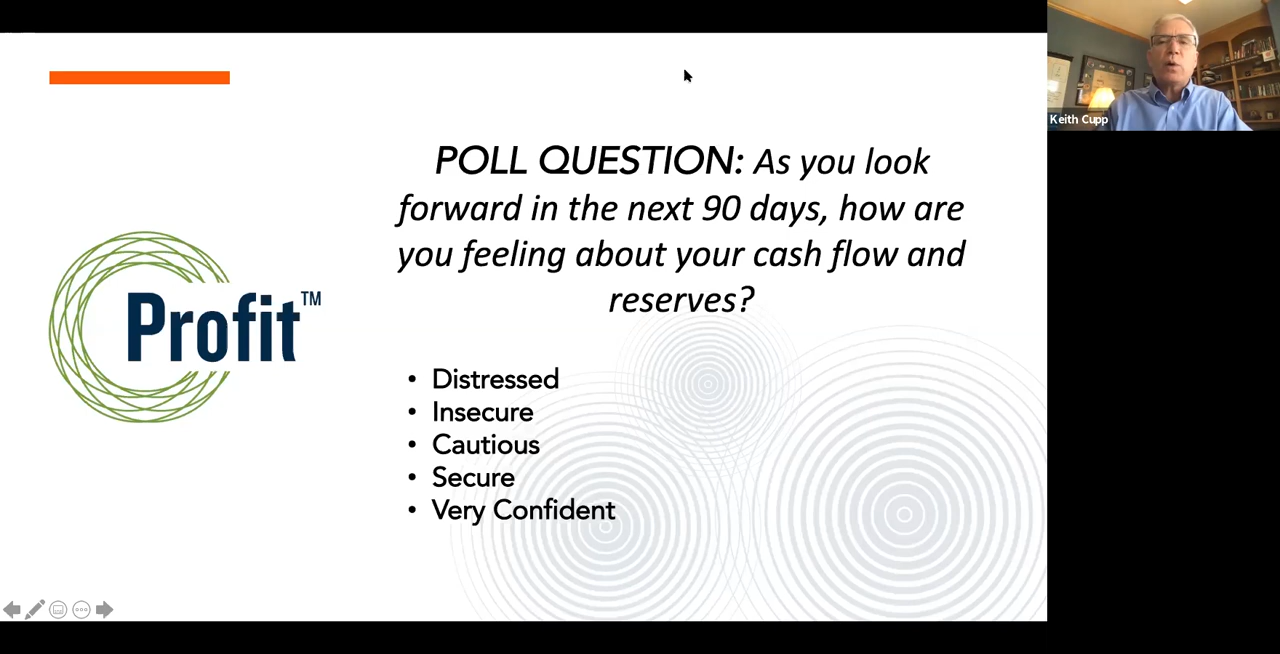 Keith Cupp
POLL QUESTION: As you look
forward in the next 90 days, how are
you feeling about your cash flow and
reserves?
Profit™
• Distressed
• Insecure
• Cautious
• Secure
• Very Confident